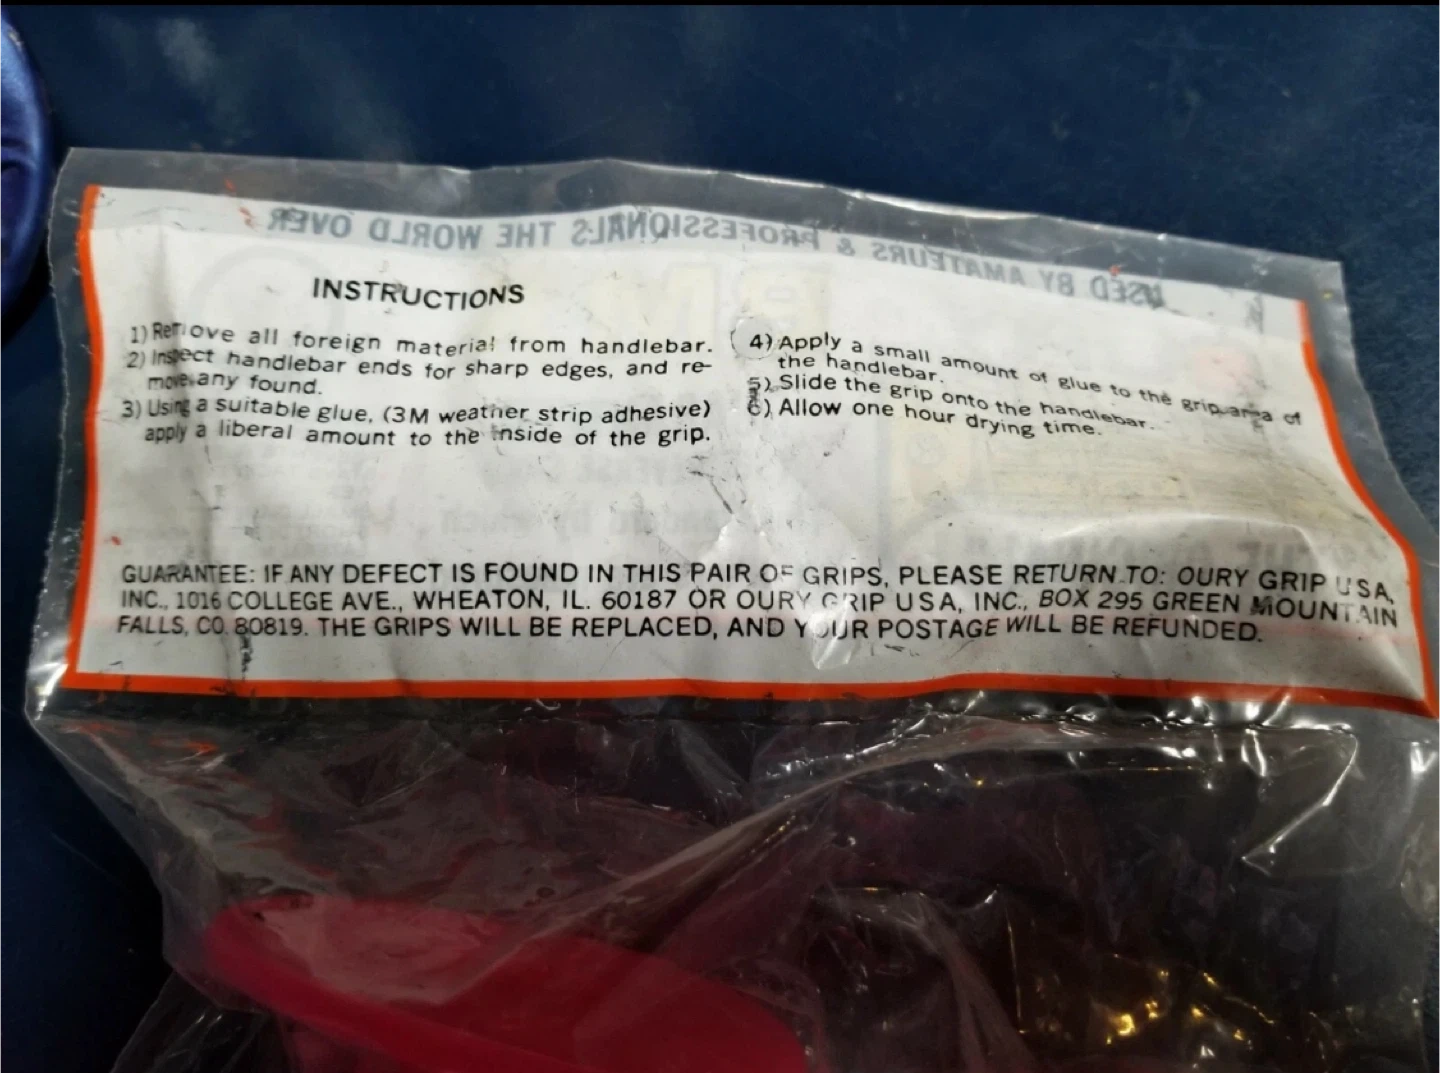 USED BY AMATEURS & PROFESSIONALS THE WORLD OVER
INSTRUCTIONS
1) Remove all foreign material from handlebar.
2) Inspect handlebar ends for sharp edges, and re-
move any found.
3) Using a suitable glue, (3M weather strip adhesive)
apply a liberal amount to the inside of the grip.
4) Apply a small amount of glue to the grip area of
the handlebar.
5) Slide the grip onto the handlebar.
6) Allow one hour drying time.
GUARANTEE: IF ANY DEFECT IS FOUND IN THIS PAIR OF GRIPS, PLEASE RETURN TO: OURY GRIP USA,
INC., 1016 COLLEGE AVE., WHEATON, IL. 60187 OR OURY GRIP USA, INC., BOX 295 GREEN MOUNTAIN
FALLS, CO. 80819. THE GRIPS WILL BE REPLACED, AND YOUR POSTAGE WILL BE REFUNDED.